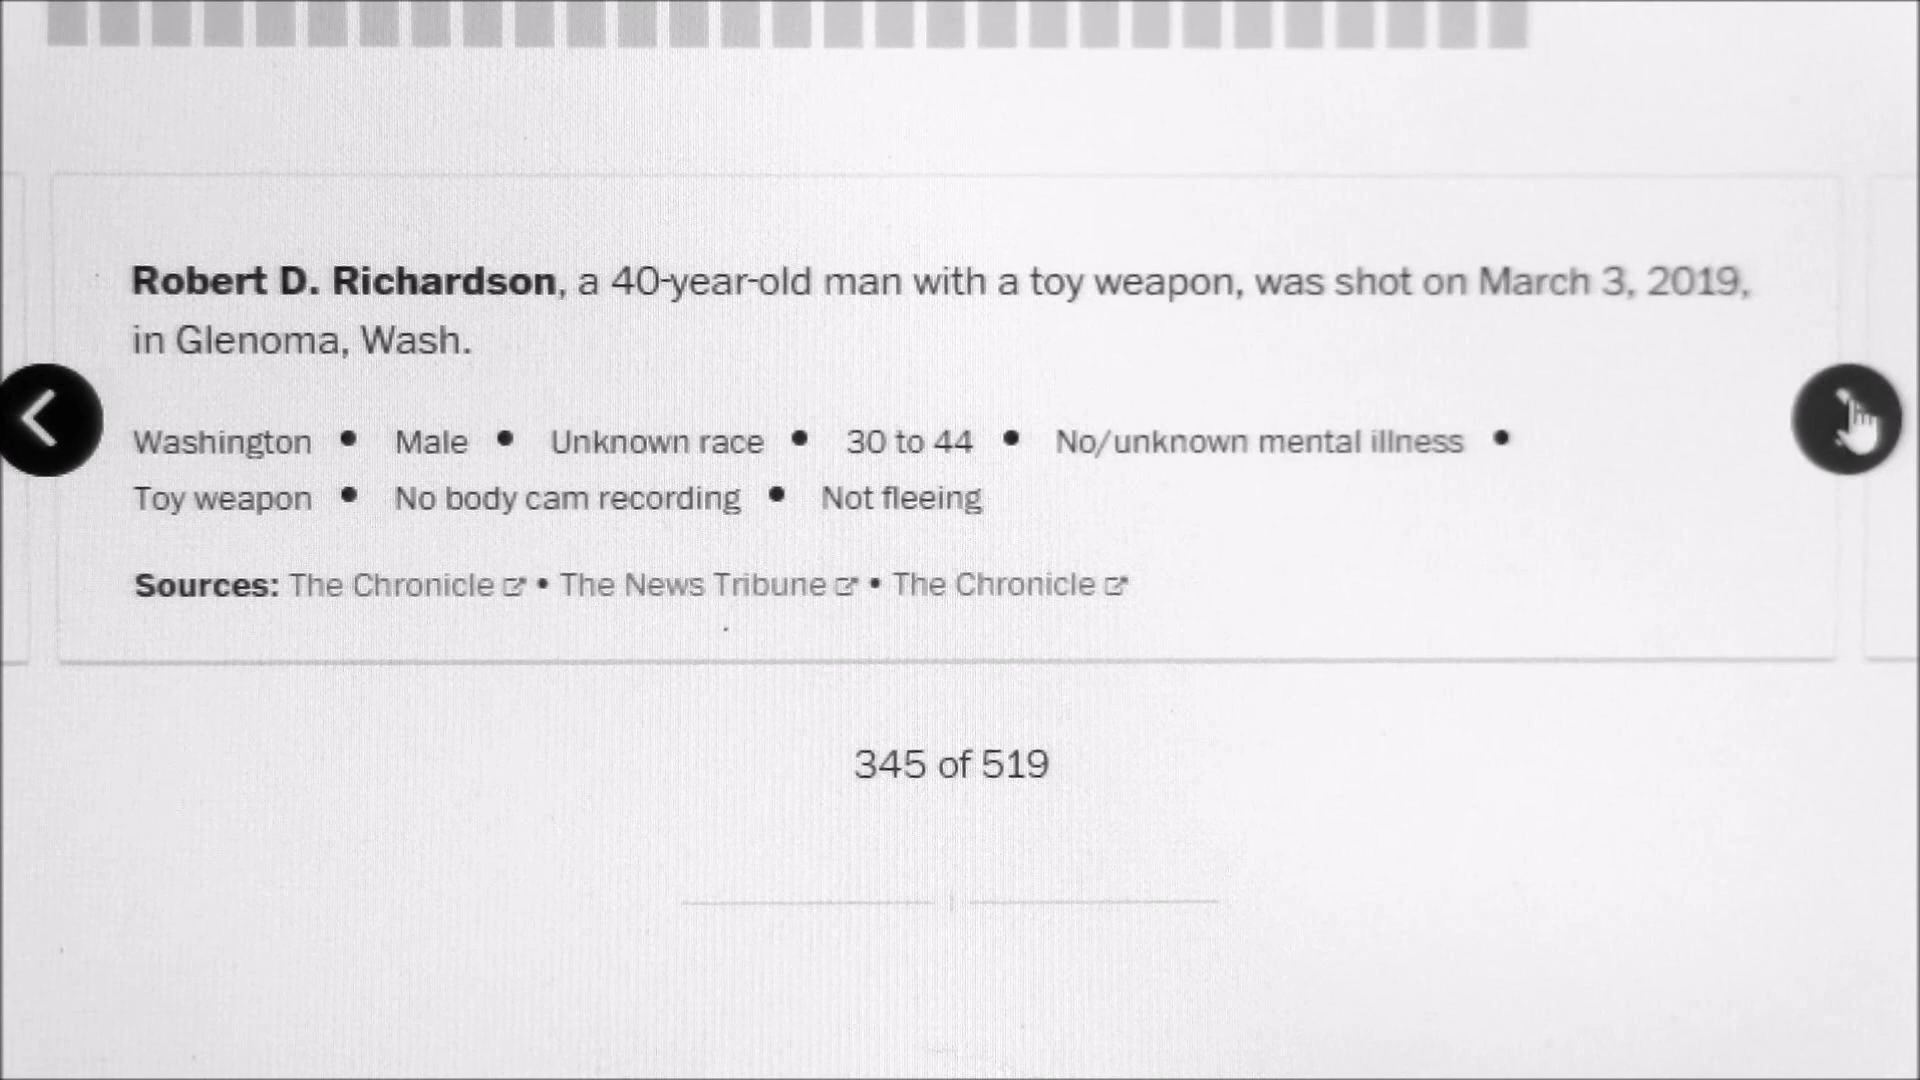 Robert D. Richardson, a 40-year-old man with a toy weapon, was shot on March 3, 2019,
in Glenoma, Wash.
Washington • Male • Unknown race • 30 to 44 • No/unknown mental illness •
Toy weapon • No body cam recording • Not fleeing
Sources: The Chronicle • The News Tribune • The Chronicle
345 of 519